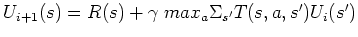 U_{i+1}(s) = R(s) + γ max_a Σ_{s'} T(s, a, s') U_i(s')